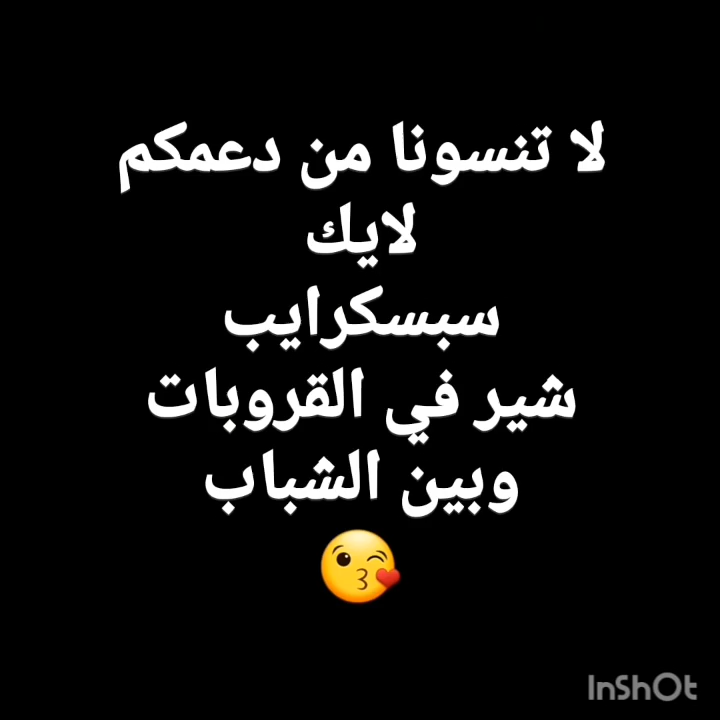 لا تنسونا من دعمكم
لايك
سبسكرايب
شير في القروبات
وبين الشباب
😘
InShOt